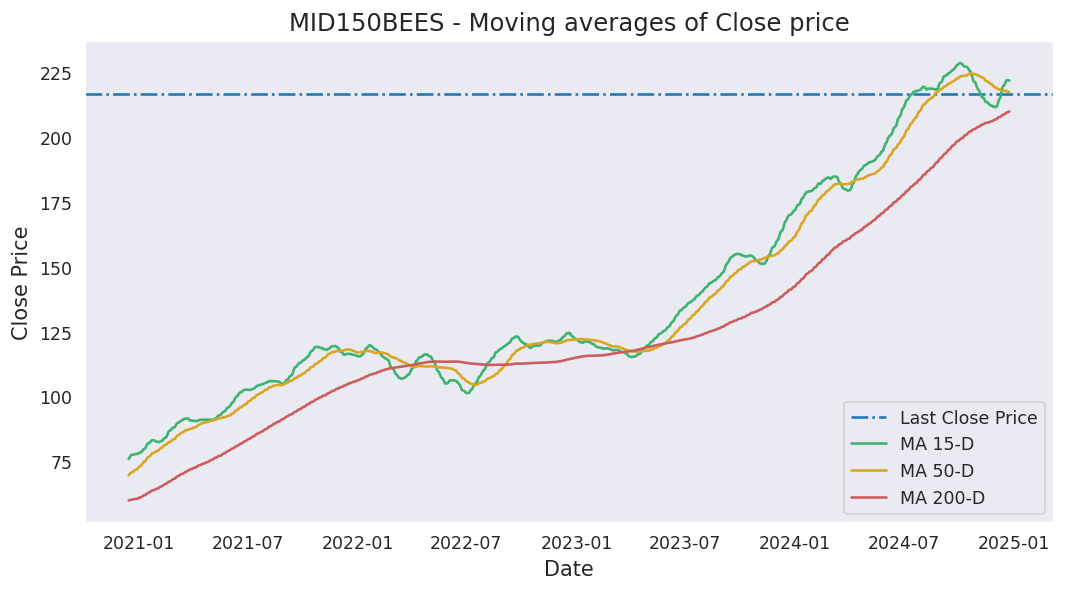 MID150BEES - Moving averages of Close price
Close Price
225
200
175
150
125
100
75
2021-01 2021-07 2022-01 2022-07 2023-01 2023-07 2024-01 2024-07 2025-01
Date
Last Close Price
MA 15-D
MA 50-D
MA 200-D